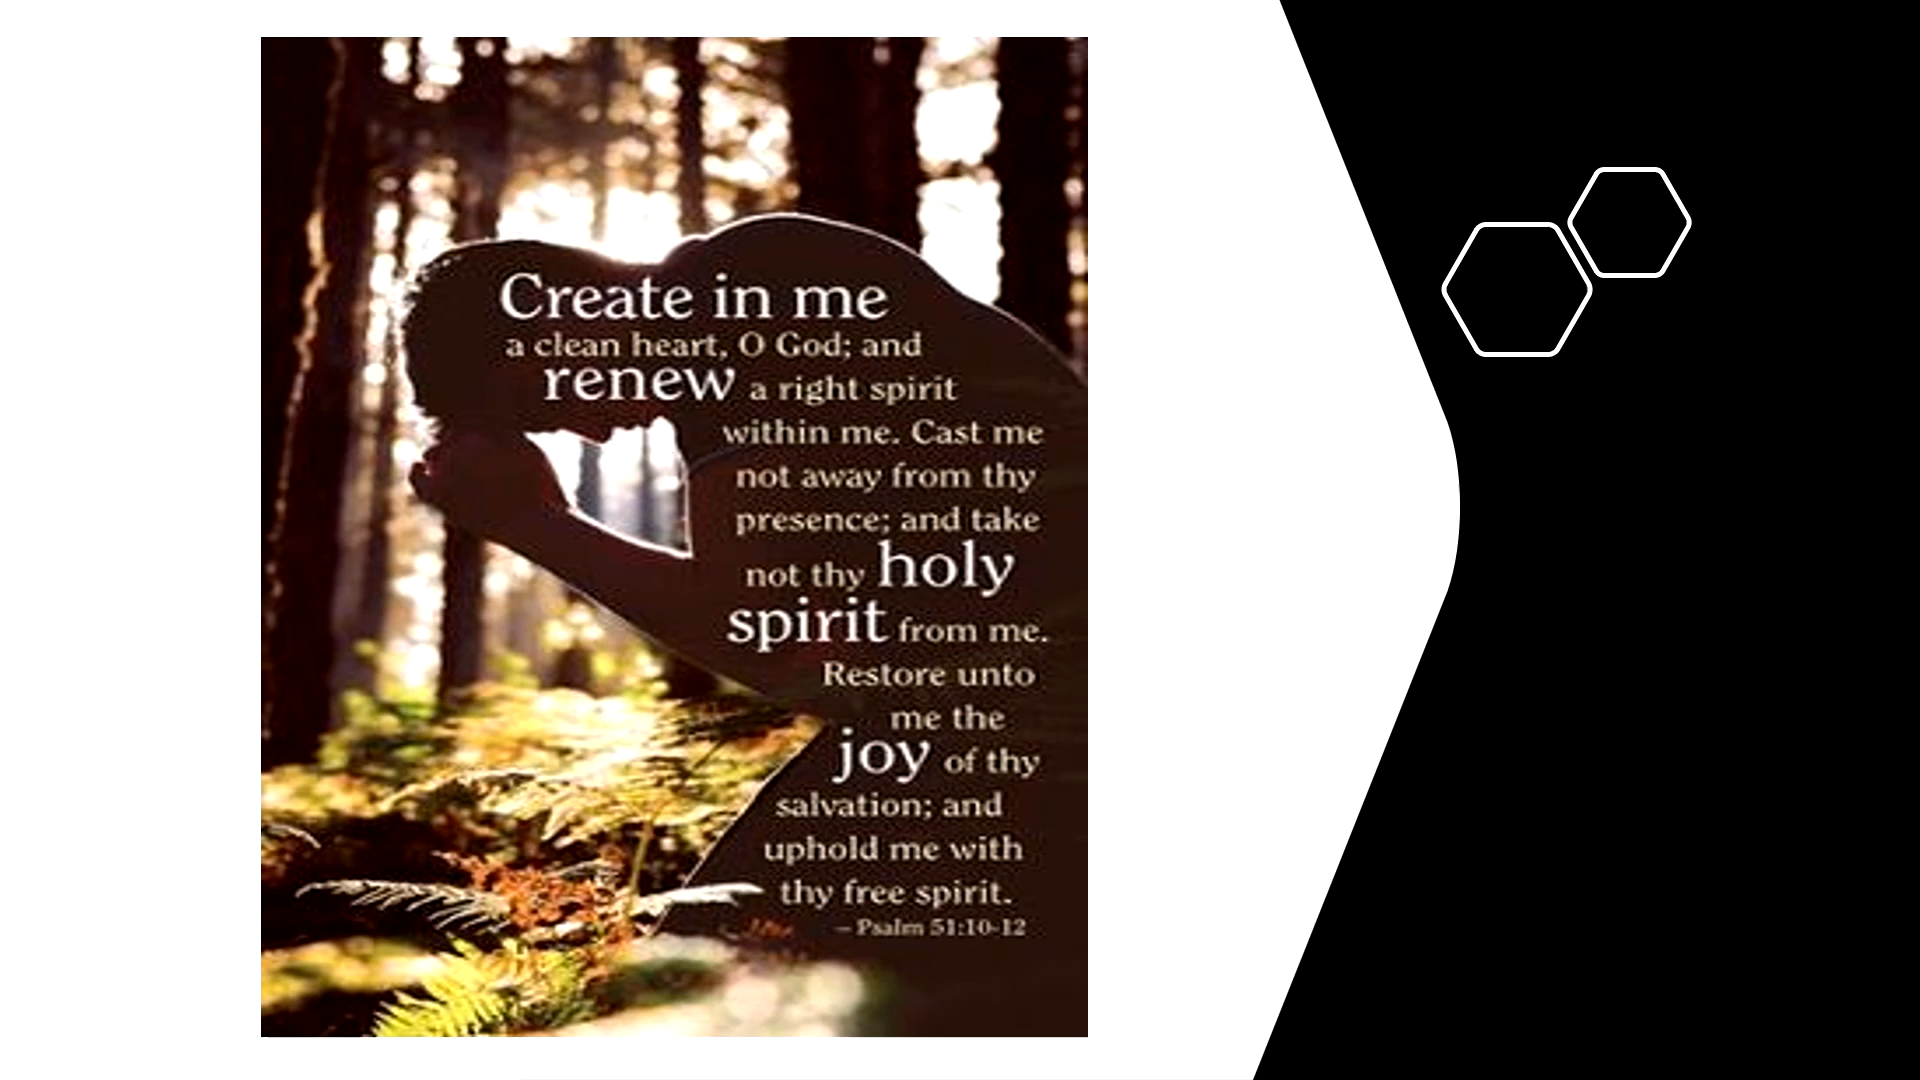 Create in me
a clean heart, O God; and
renew a right spirit
within me. Cast me
not away from thy
presence; and take
not thy holy
spirit from me.
Restore unto
me the
joy of thy
salvation; and
uphold me with
thy free spirit.
– Psalm 51:10-12